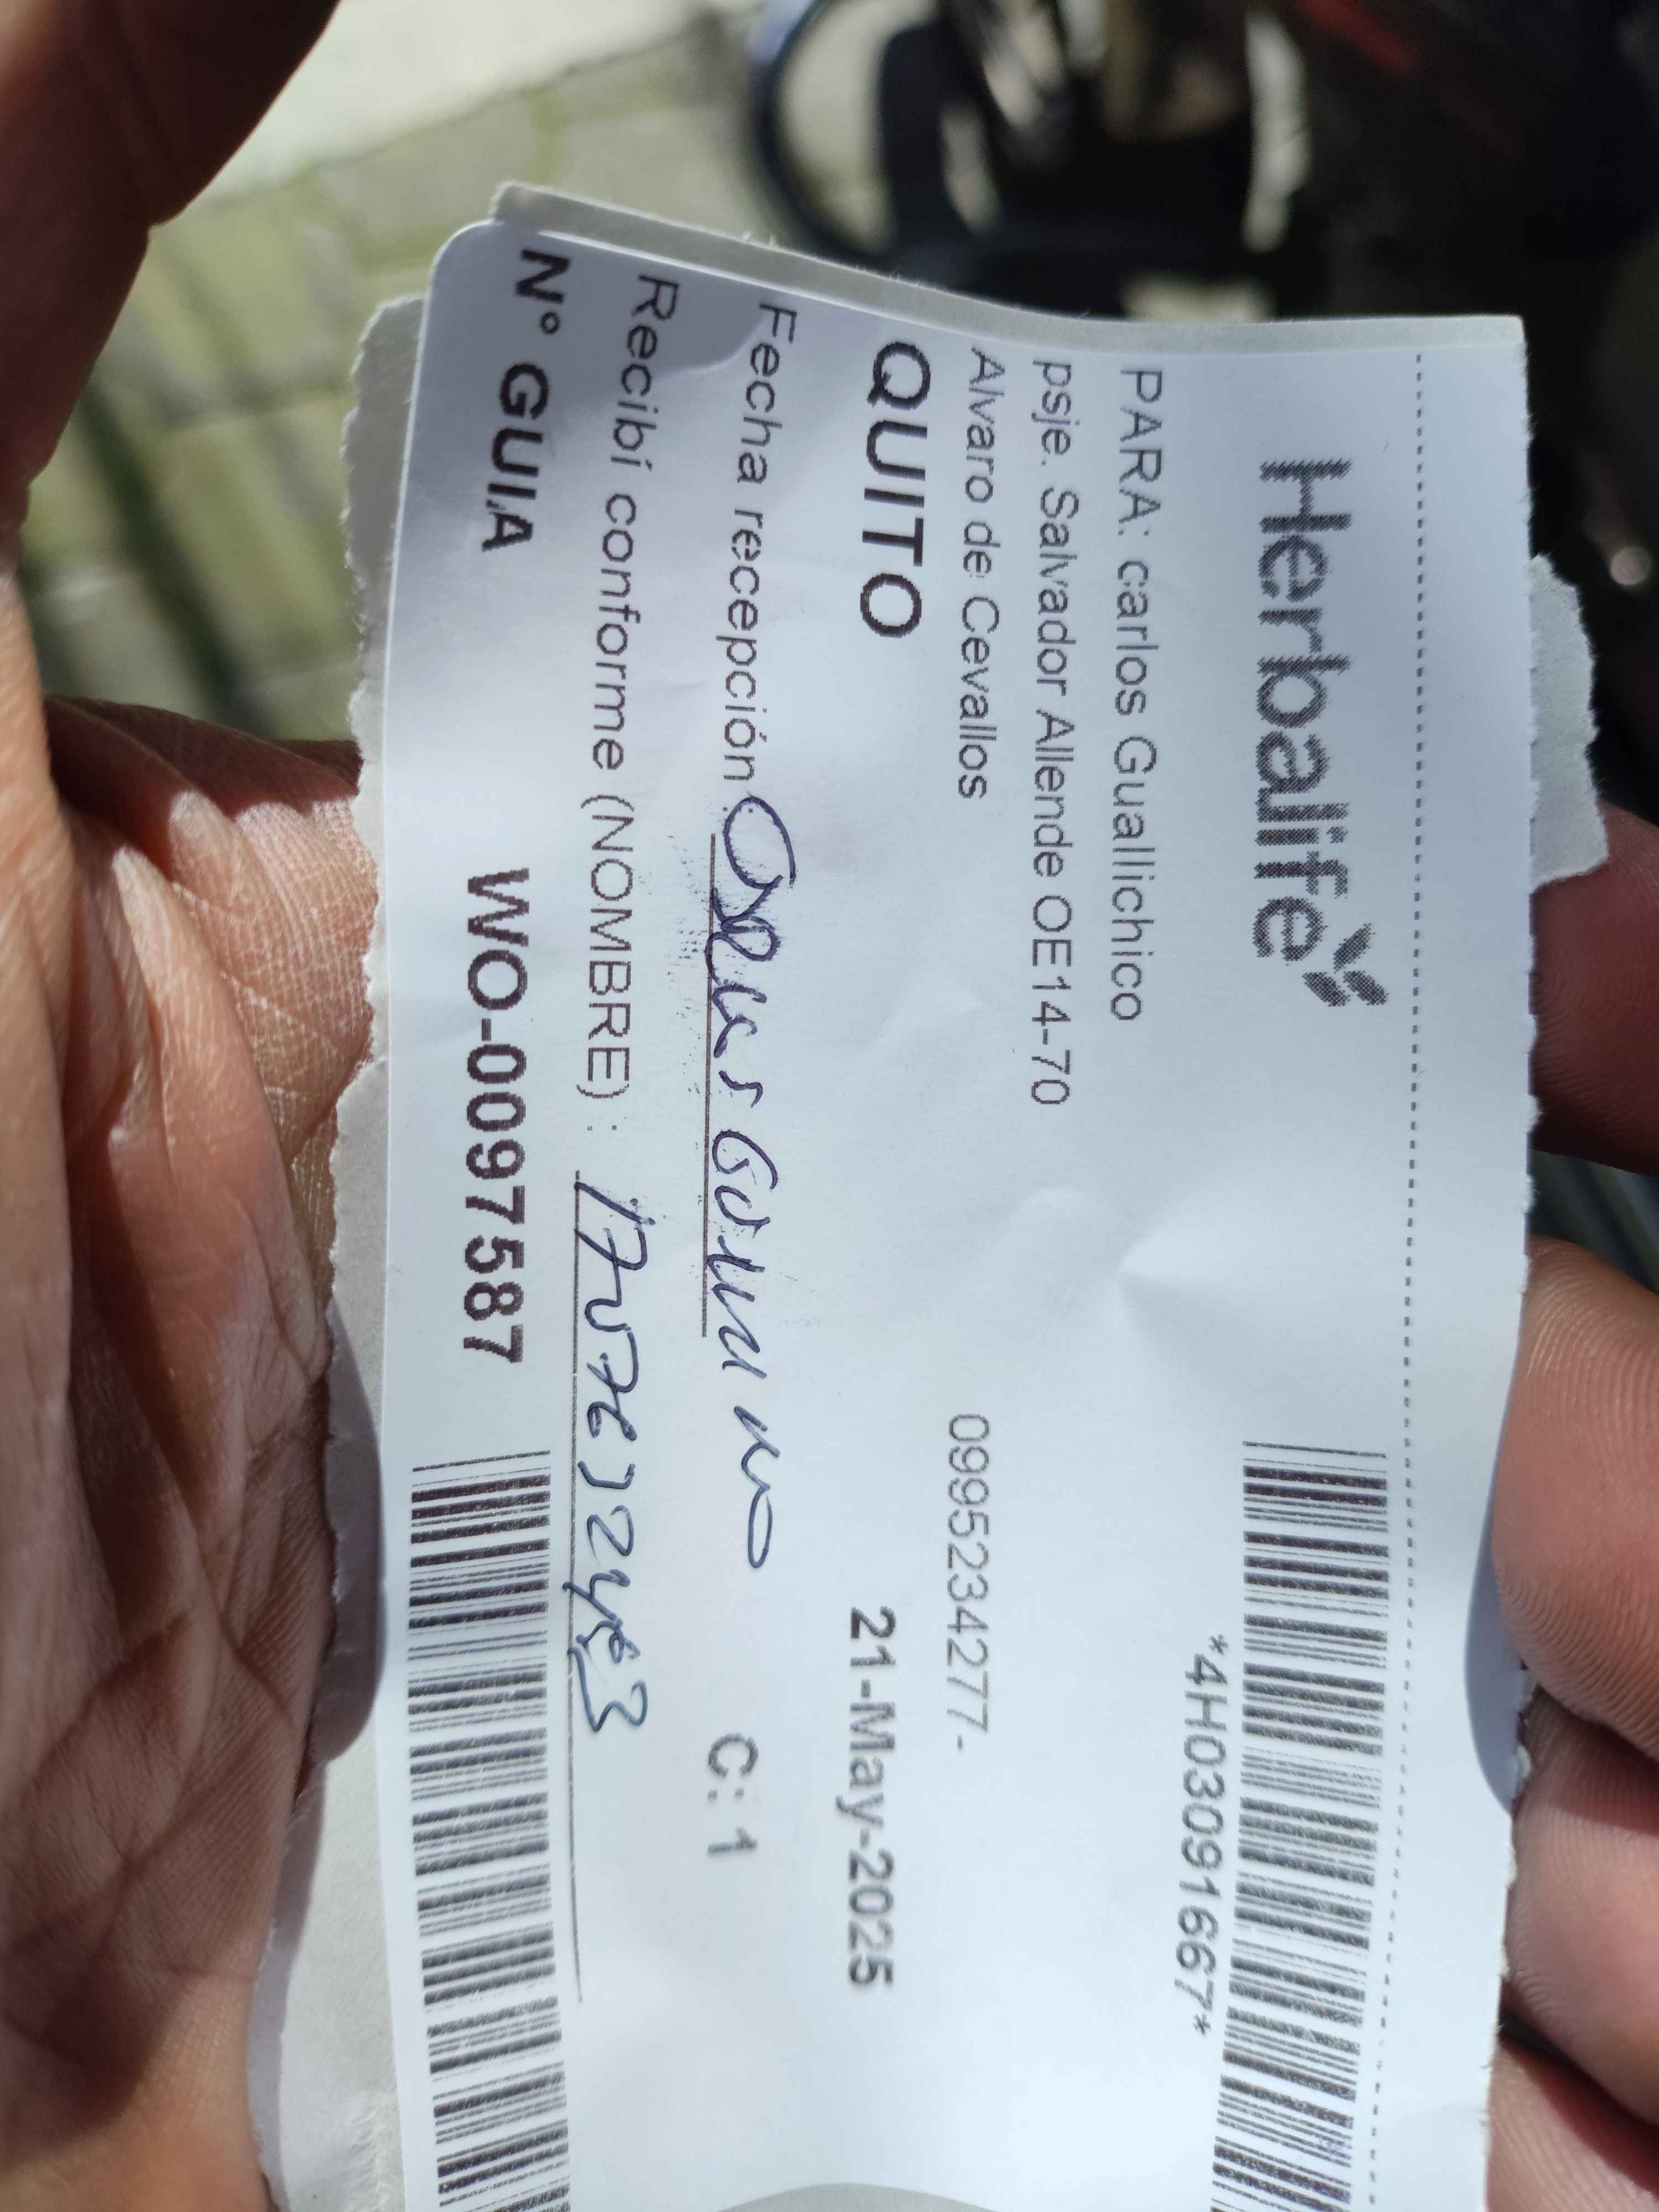 Herbalife
*4H03091667*
PARA: carlos Guallichico
psje. Salvador Allende OE14-70
Alvaro de Cevallos
0995234277-
QUITO
21-May-2025
Fecha recepción
C: 1
Recibí conforme (NOMBRE) :
N° GUIA WO-0097587